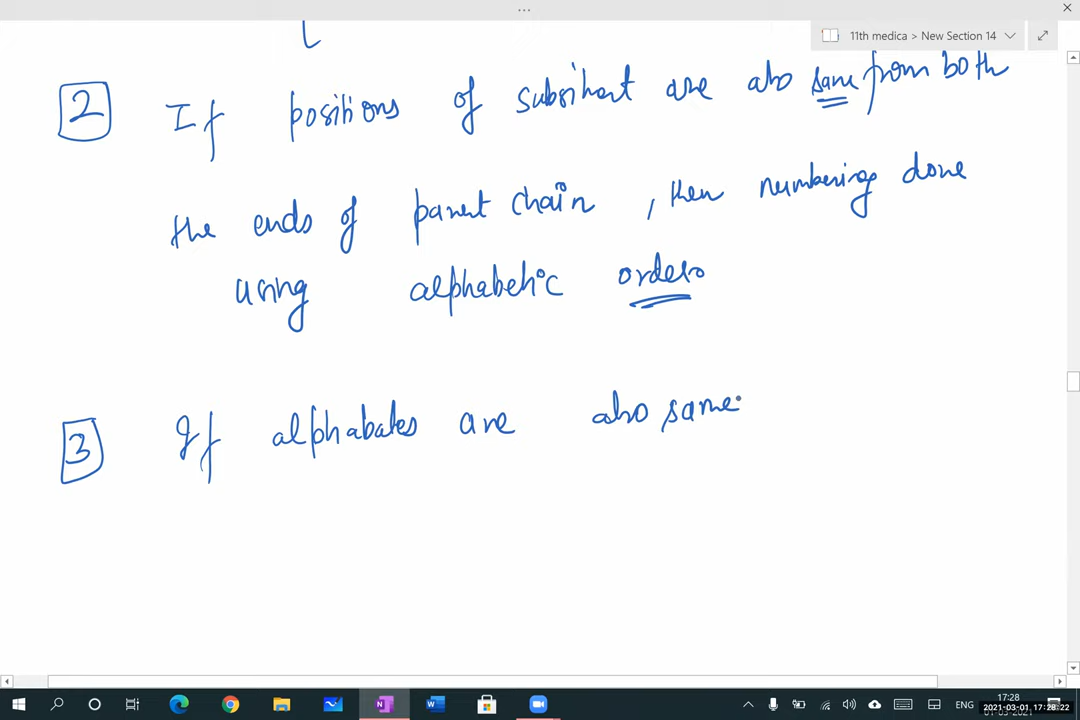 11th medica > New Section 14
2 If positions of subsihent are also same from both
the ends of parent chain , then numbering done
using alphabetic orders
3 If alphabates are also same
ENG
17:28
2021-03-01 17:28:22